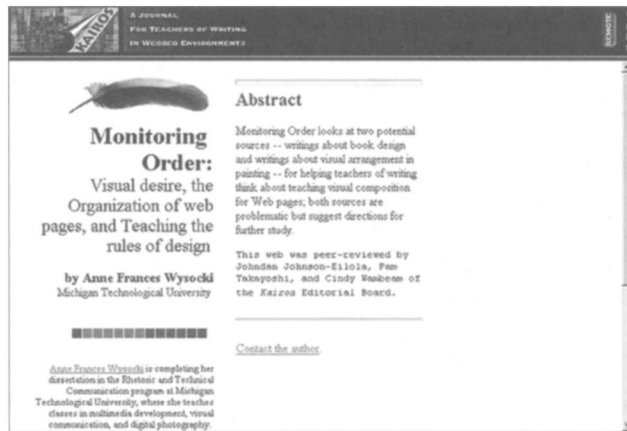 KAIROS
A JOURNAL
FOR TEACHERS OF WRITING
IN WEBBED ENVIRONMENTS
REMOTE
Monitoring
Order:
Visual desire, the
Organization of web
pages, and Teaching the
rules of design
by Anne Frances Wysocki
Michigan Technological University
Anne Frances Wysocki is completing her
dissertation in the Rhetoric and Technical
Communication program at Michigan
Technological University, where she teaches
classes in multimedia development, visual
communication, and digital photography.
Abstract
Monitoring Order looks at two potential
sources -- writings about book design
and writings about visual arrangement in
painting -- for helping teachers of writing
think about teaching visual composition
for Web pages; both sources are
problematic but suggest directions for
further study.
This web was peer-reviewed by
Johndan Johnson-Eilola, Pam
Takayoshi, and Cindy Wambeam of
the Kairos Editorial Board.
Contact the author.